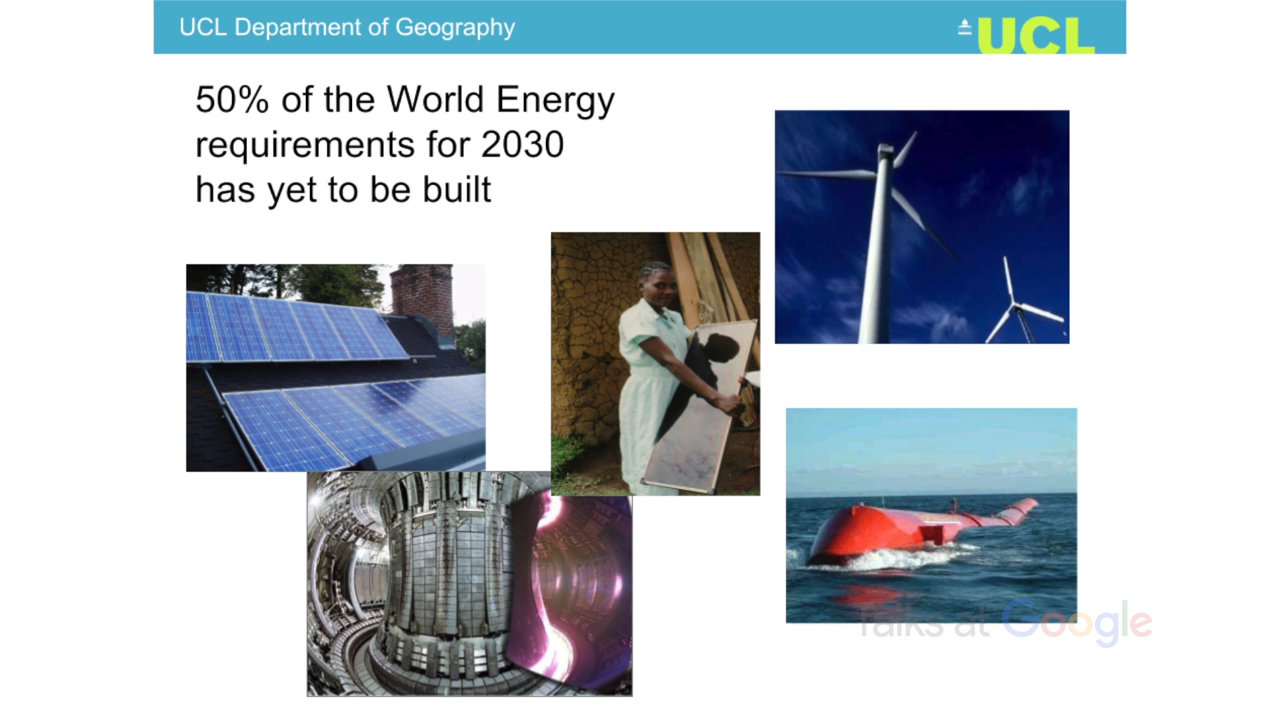 UCL Department of Geography
UCL
50% of the World Energy
requirements for 2030
has yet to be built
Talks at Google